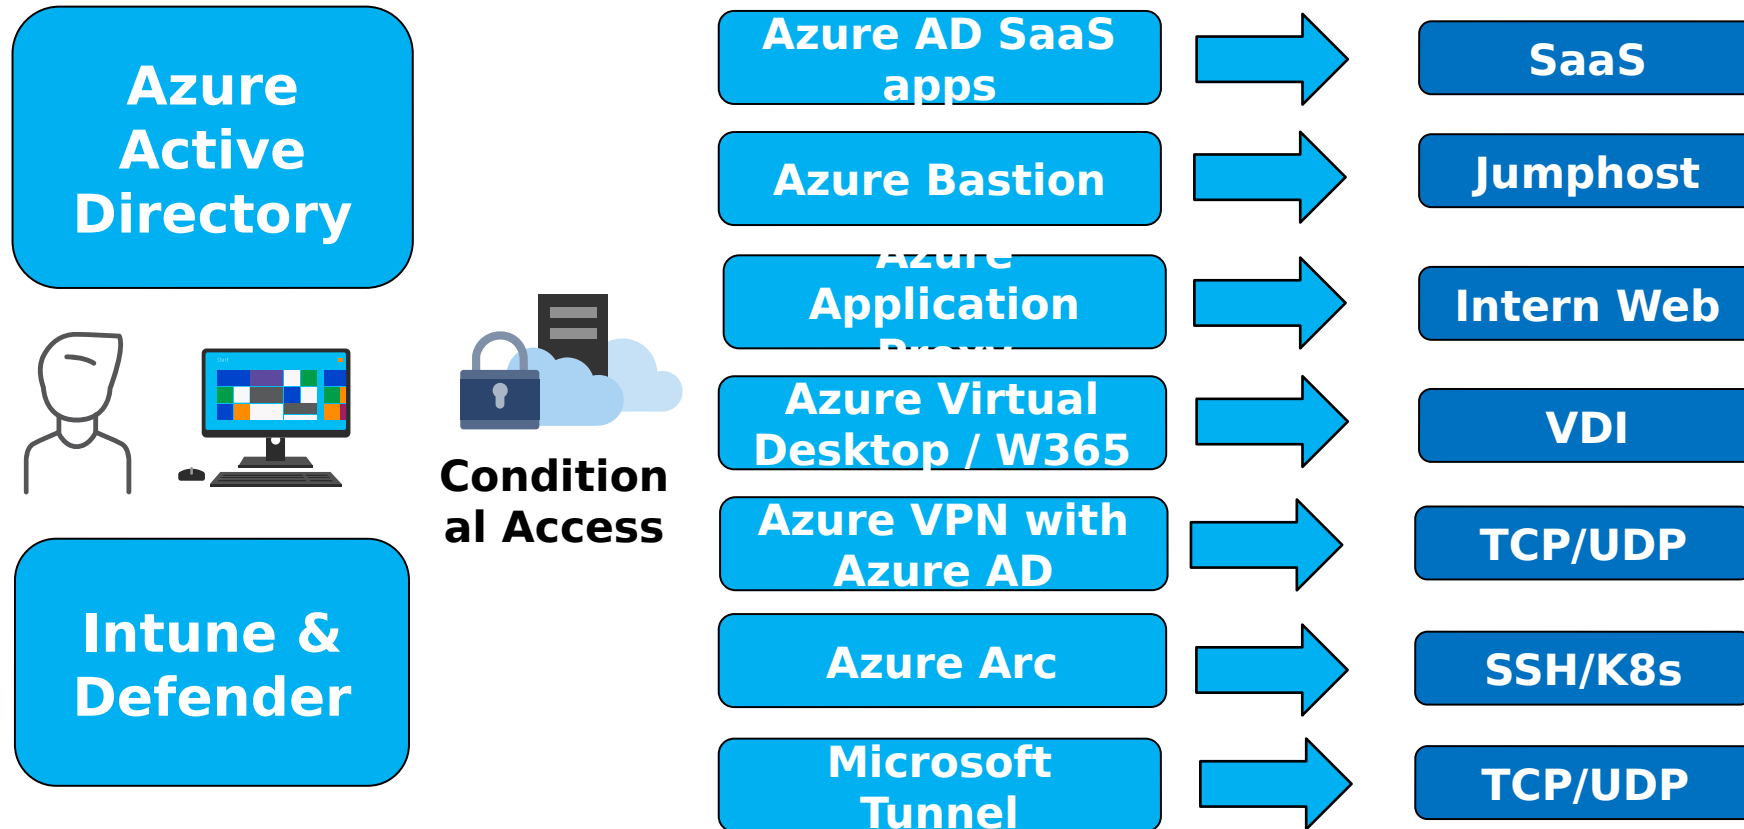 Azure
Active
Directory
Intune &
Defender
Condition
al Access
Azure AD SaaS
apps
SaaS
Azure Bastion
Jumphost
Azure
Application
Proxy
Intern Web
Azure Virtual
Desktop / W365
VDI
Azure VPN with
Azure AD
TCP/UDP
Azure Arc
SSH/K8s
Microsoft
Tunnel
TCP/UDP